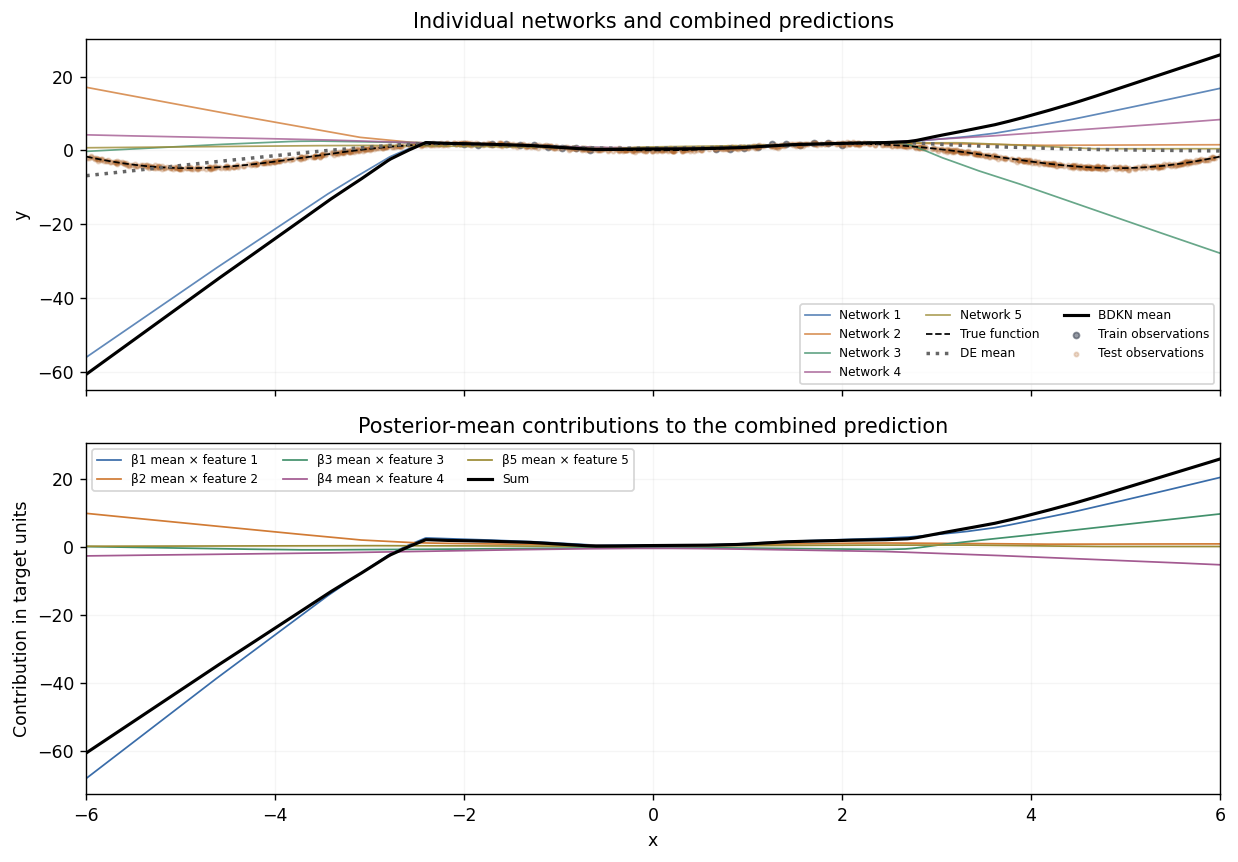 Individual networks and combined predictions
20
0
−20
−40
−60
y
Network 1
Network 2
Network 3
Network 4
Network 5
True function
DE mean
BDKN mean
Train observations
Test observations
Posterior-mean contributions to the combined prediction
β1 mean × feature 1
β2 mean × feature 2
β3 mean × feature 3
β4 mean × feature 4
β5 mean × feature 5
Sum
20
0
−20
−40
−60
Contribution in target units
−6
−4
−2
0
2
4
6
x